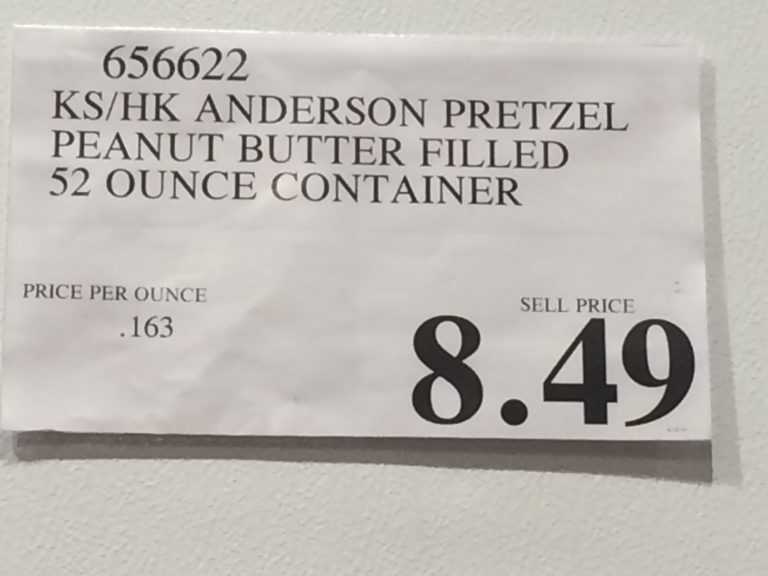 656622
KS/HK ANDERSON PRETZEL
PEANUT BUTTER FILLED
52 OUNCE CONTAINER
PRICE PER OUNCE
.163
SELL PRICE
8.49